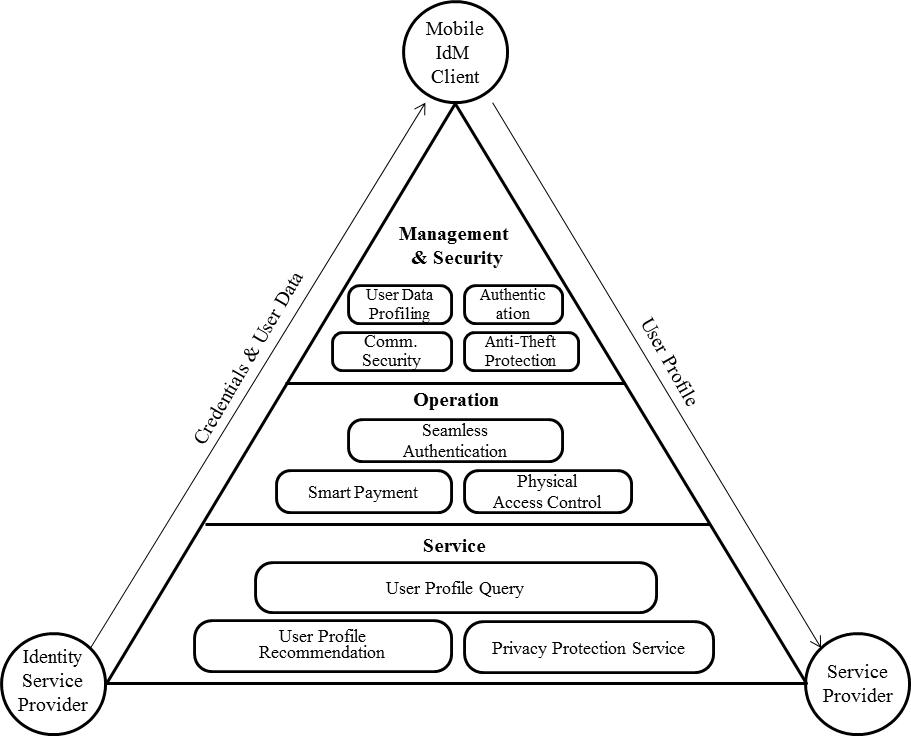 Mobile
IdM
Client
Credentials & User Data
User Profile
Management
& Security
User Data
Profiling
Authentic
ation
Comm.
Security
Anti-Theft
Protection
Operation
Seamless
Authentication
Smart Payment
Physical
Access Control
Service
User Profile Query
User Profile
Recommendation
Privacy Protection Service
Identity
Service
Provider
Service
Provider